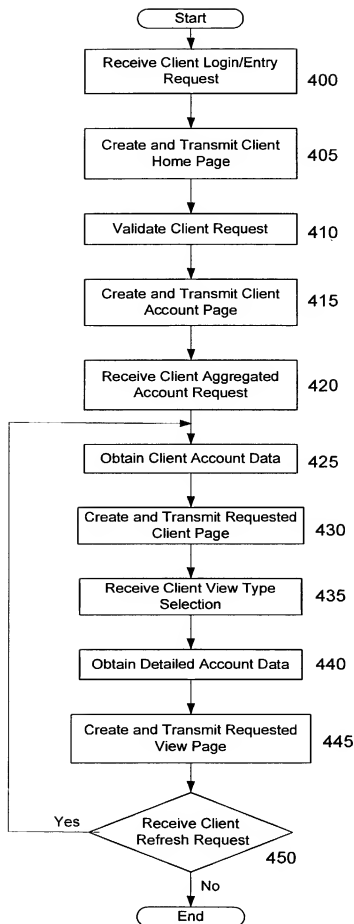 Start
Receive Client Login/Entry
Request
400
Create and Transmit Client
Home Page
405
Validate Client Request
410
Create and Transmit Client
Account Page
415
Receive Client Aggregated
Account Request
420
Obtain Client Account Data
425
Create and Transmit Requested
Client Page
430
Receive Client View Type
Selection
435
Obtain Detailed Account Data
440
Create and Transmit Requested
View Page
445
Yes
Receive Client
Refresh Request
450
No
End